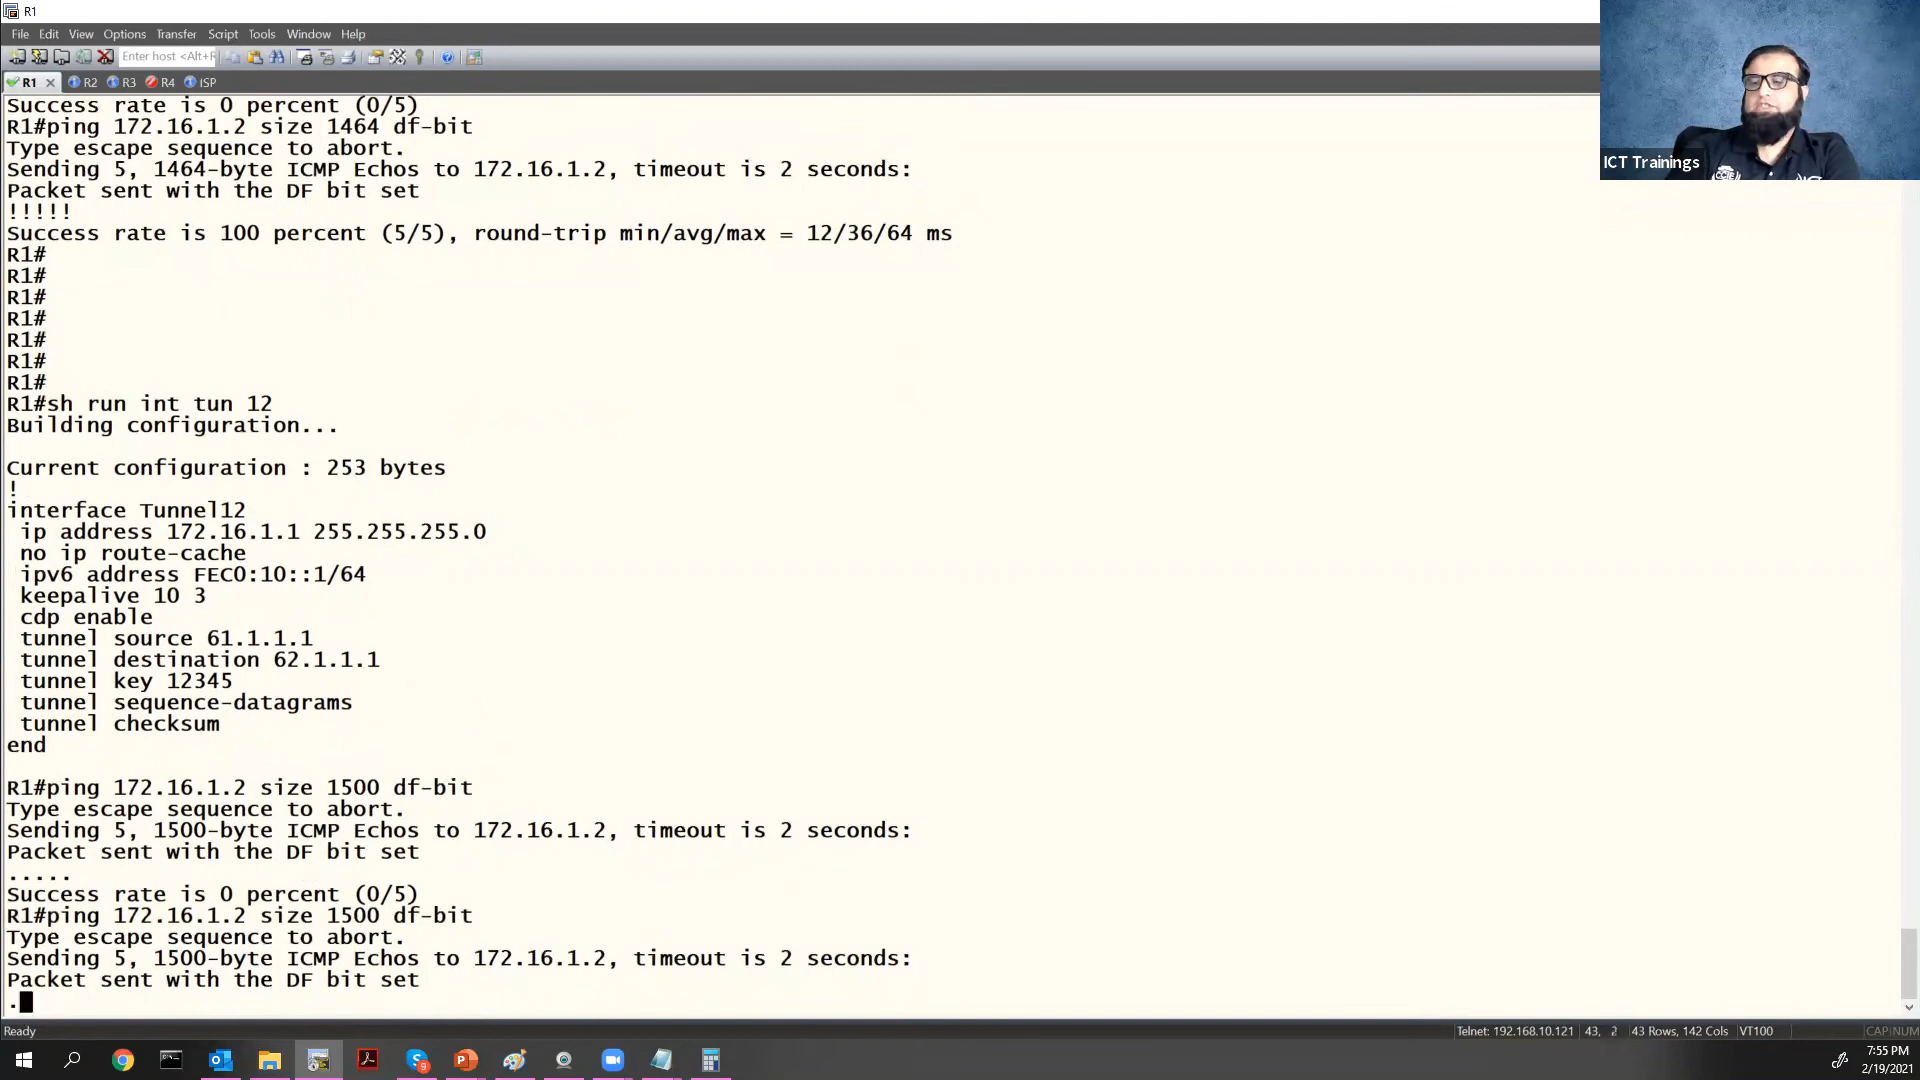 R1
File Edit View Options Transfer Script Tools Window Help
Enter host <Alt+R
R1 R2 R3 R4 ISP
ICT Trainings
Success rate is 0 percent (0/5)
R1#ping 172.16.1.2 size 1464 df-bit
Type escape sequence to abort.
Sending 5, 1464-byte ICMP Echos to 172.16.1.2, timeout is 2 seconds:
Packet sent with the DF bit set
!!!!!
Success rate is 100 percent (5/5), round-trip min/avg/max = 12/36/64 ms
R1#
R1#
R1#
R1#
R1#
R1#
R1#
R1#sh run int tun 12
Building configuration...
Current configuration : 253 bytes
!
interface Tunnel12
ip address 172.16.1.1 255.255.255.0
no ip route-cache
ipv6 address FEC0:10::1/64
keepalive 10 3
cdp enable
tunnel source 61.1.1.1
tunnel destination 62.1.1.1
tunnel key 12345
tunnel sequence-datagrams
tunnel checksum
end
R1#ping 172.16.1.2 size 1500 df-bit
Type escape sequence to abort.
Sending 5, 1500-byte ICMP Echos to 172.16.1.2, timeout is 2 seconds:
Packet sent with the DF bit set
.....
Success rate is 0 percent (0/5)
R1#ping 172.16.1.2 size 1500 df-bit
Type escape sequence to abort.
Sending 5, 1500-byte ICMP Echos to 172.16.1.2, timeout is 2 seconds:
Packet sent with the DF bit set
.
Ready Telnet: 192.168.10.121 43, 2 43 Rows, 142 Cols VT100 CAP NUM
7:55 PM
2/19/2021